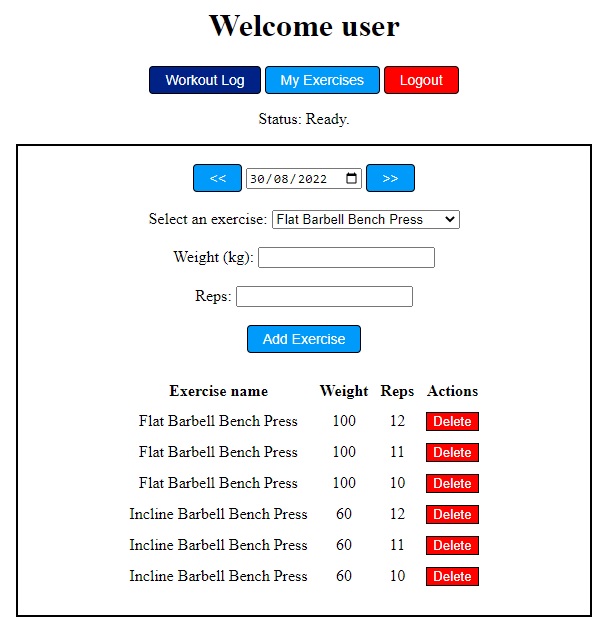 Welcome user
Workout Log My Exercises Logout
Status: Ready.
<< 30/08/2022 >>
Select an exercise: Flat Barbell Bench Press
Weight (kg):
Reps:
Add Exercise
Exercise name Weight Reps Actions
Flat Barbell Bench Press 100 12 Delete
Flat Barbell Bench Press 100 11 Delete
Flat Barbell Bench Press 100 10 Delete
Incline Barbell Bench Press 60 12 Delete
Incline Barbell Bench Press 60 11 Delete
Incline Barbell Bench Press 60 10 Delete